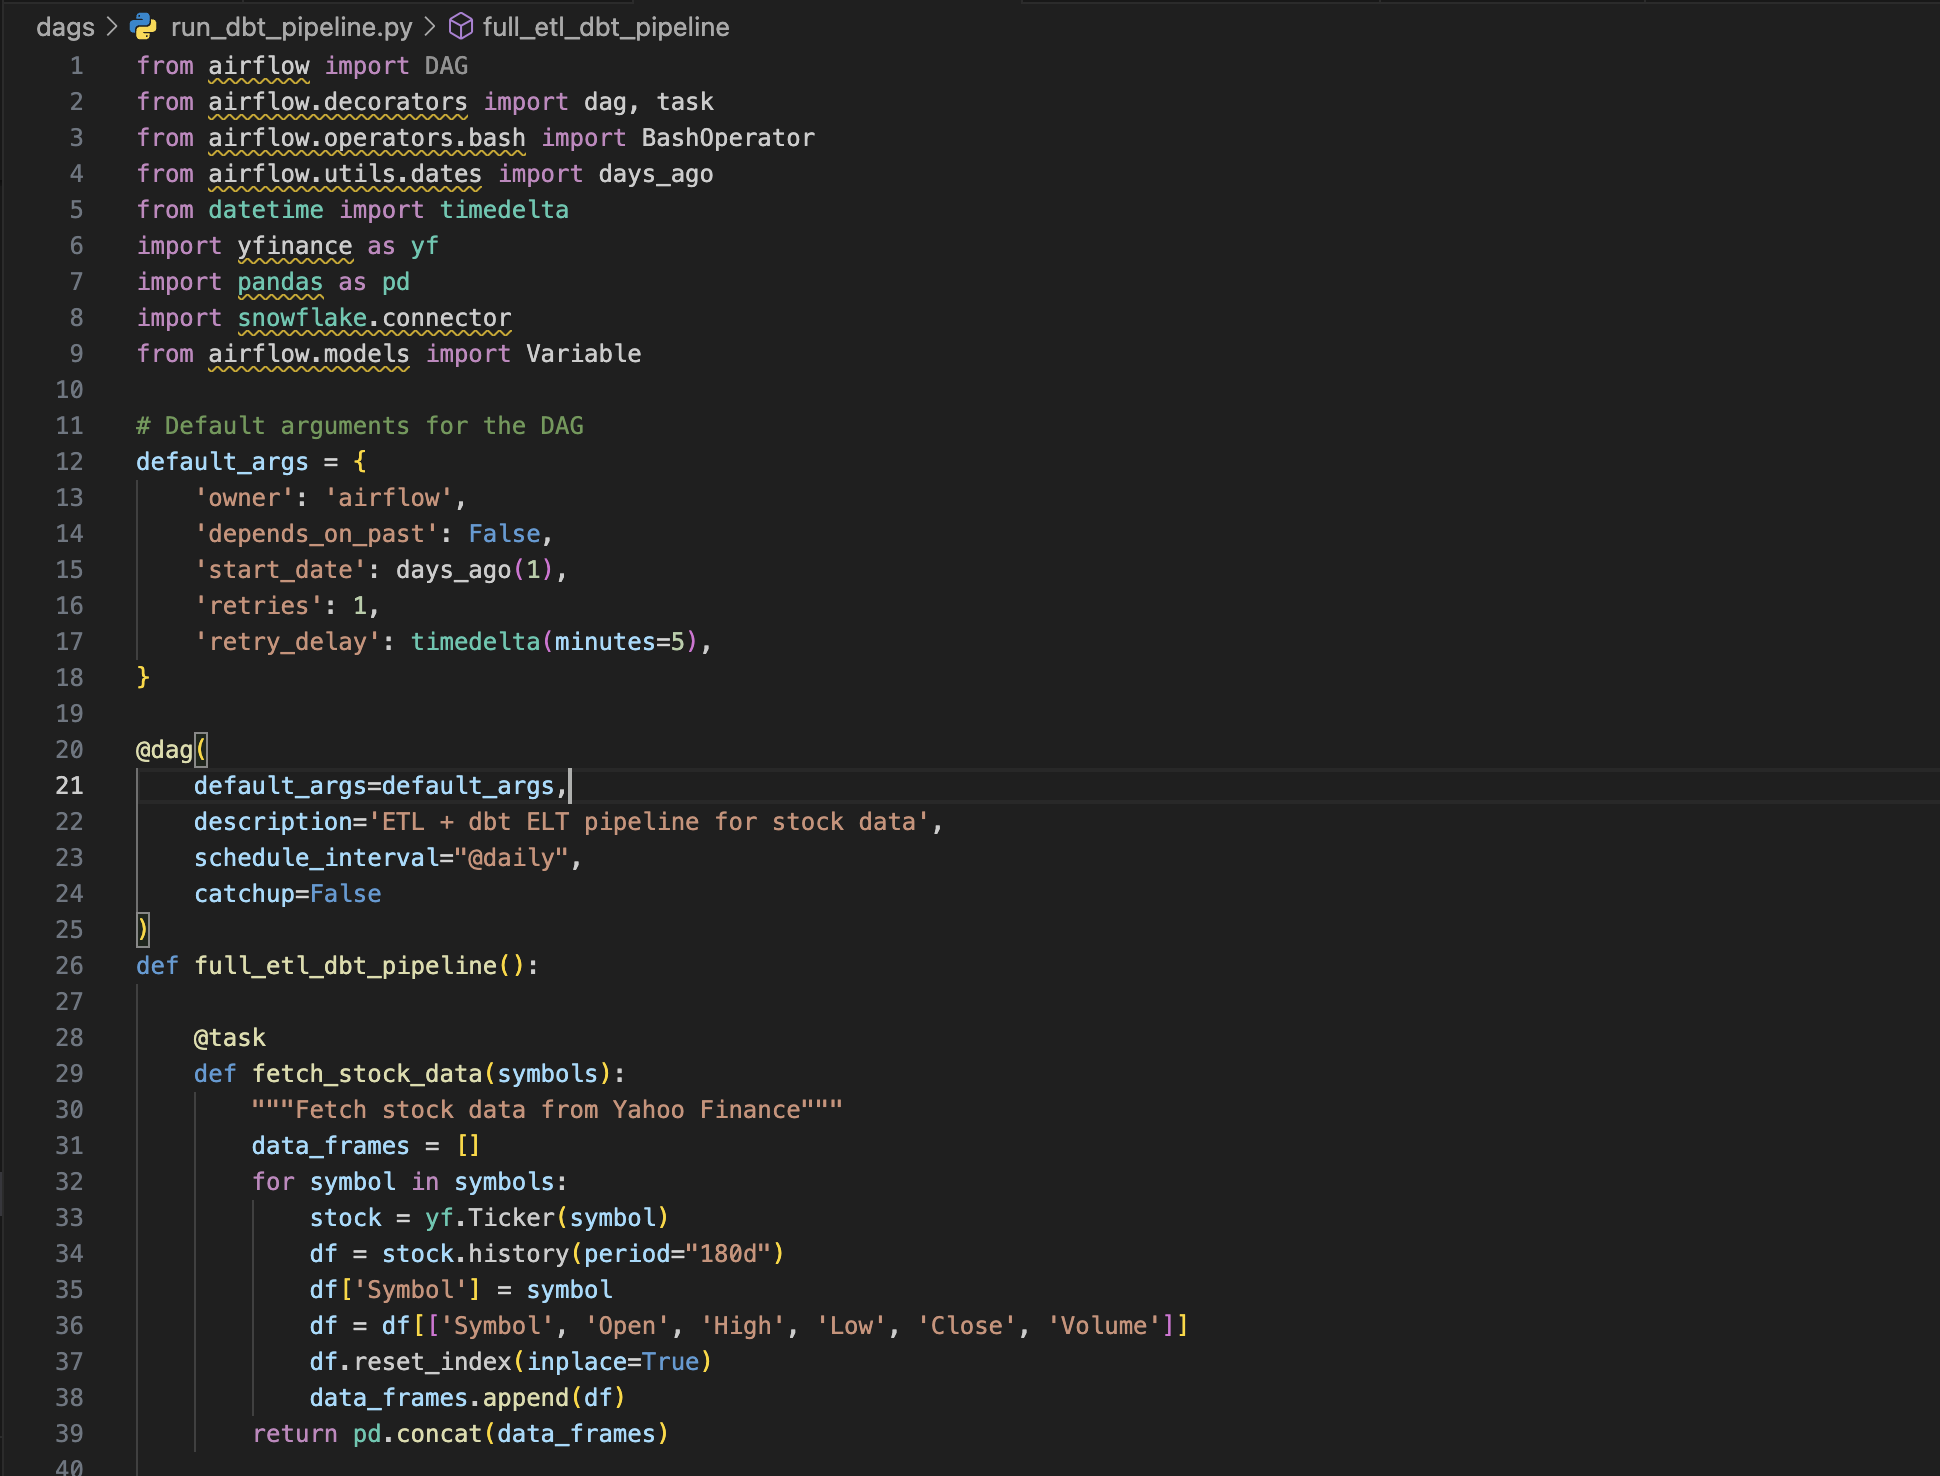 dags > run_dbt_pipeline.py > full_etl_dbt_pipeline
1 from airflow import DAG
2 from airflow.decorators import dag, task
3 from airflow.operators.bash import BashOperator
4 from airflow.utils.dates import days_ago
5 from datetime import timedelta
6 import yfinance as yf
7 import pandas as pd
8 import snowflake.connector
9 from airflow.models import Variable
10
11 # Default arguments for the DAG
12 default_args = {
13     'owner': 'airflow',
14     'depends_on_past': False,
15     'start_date': days_ago(1),
16     'retries': 1,
17     'retry_delay': timedelta(minutes=5),
18 }
19
20 @dag(
21     default_args=default_args,
22     description='ETL + dbt ELT pipeline for stock data',
23     schedule_interval="@daily",
24     catchup=False
25 )
26 def full_etl_dbt_pipeline():
27
28     @task
29     def fetch_stock_data(symbols):
30         """Fetch stock data from Yahoo Finance"""
31         data_frames = []
32         for symbol in symbols:
33             stock = yf.Ticker(symbol)
34             df = stock.history(period="180d")
35             df['Symbol'] = symbol
36             df = df[['Symbol', 'Open', 'High', 'Low', 'Close', 'Volume']]
37             df.reset_index(inplace=True)
38             data_frames.append(df)
39         return pd.concat(data_frames)
40